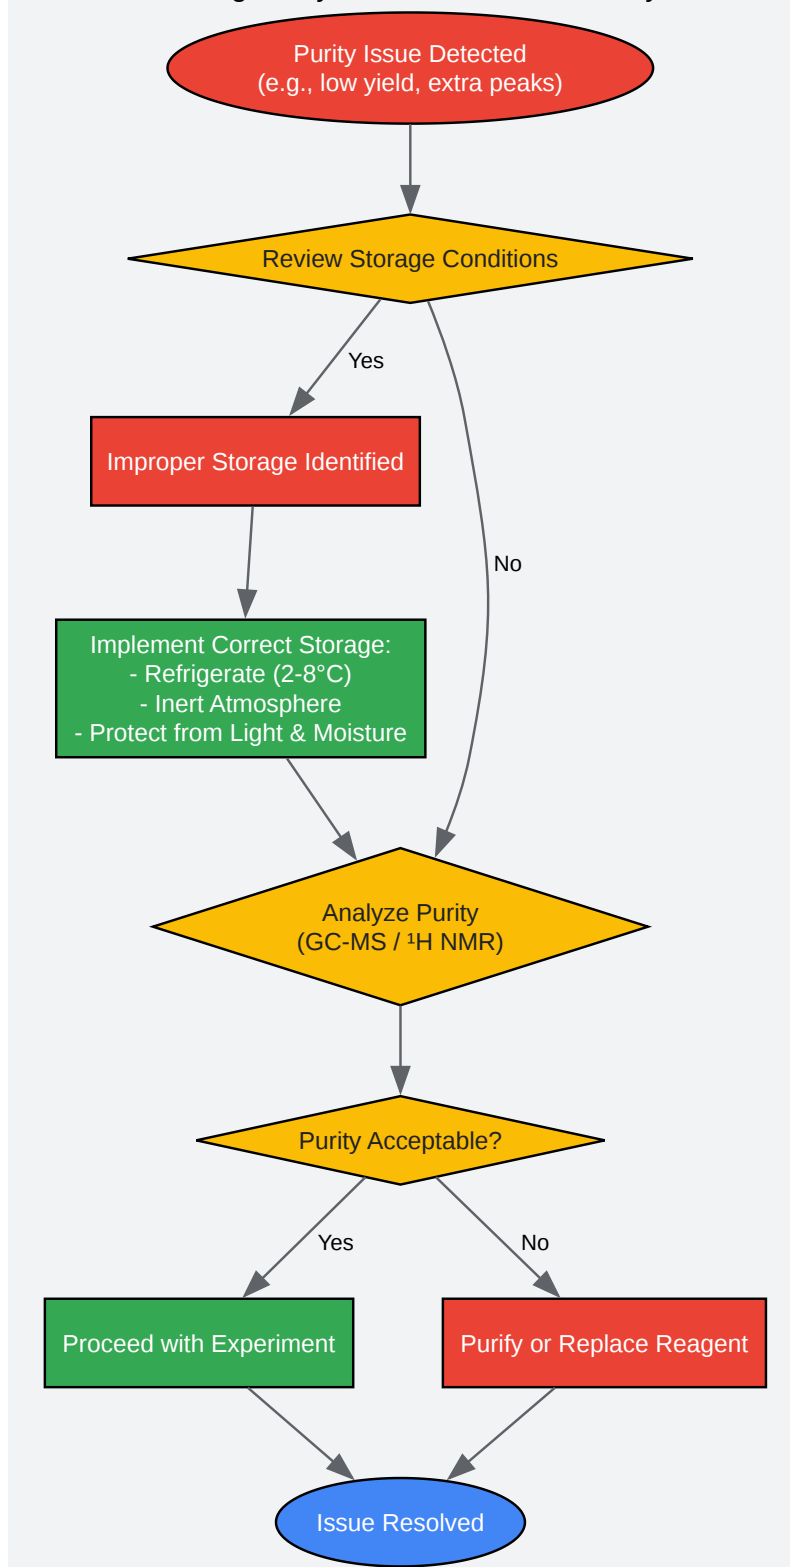 Purity Issue Detected
(e.g., low yield, extra peaks)
Review Storage Conditions
Yes
Improper Storage Identified
No
Implement Correct Storage:
- Refrigerate (2-8°C)
- Inert Atmosphere
- Protect from Light & Moisture
Analyze Purity
(GC-MS / ¹H NMR)
Purity Acceptable?
Yes
No
Proceed with Experiment
Purify or Replace Reagent
Issue Resolved